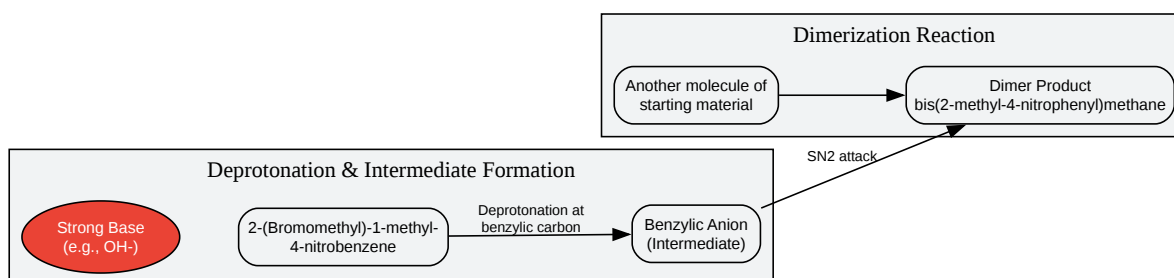 Dimerization Reaction
Another molecule of
starting material
Dimer Product
bis(2-methyl-4-nitrophenyl)methane
SN2 attack
Deprotonation & Intermediate Formation
Strong Base
(e.g., OH-)
2-(Bromomethyl)-1-methyl-
4-nitrobenzene
Deprotonation at
benzylic carbon
Benzylic Anion
(Intermediate)